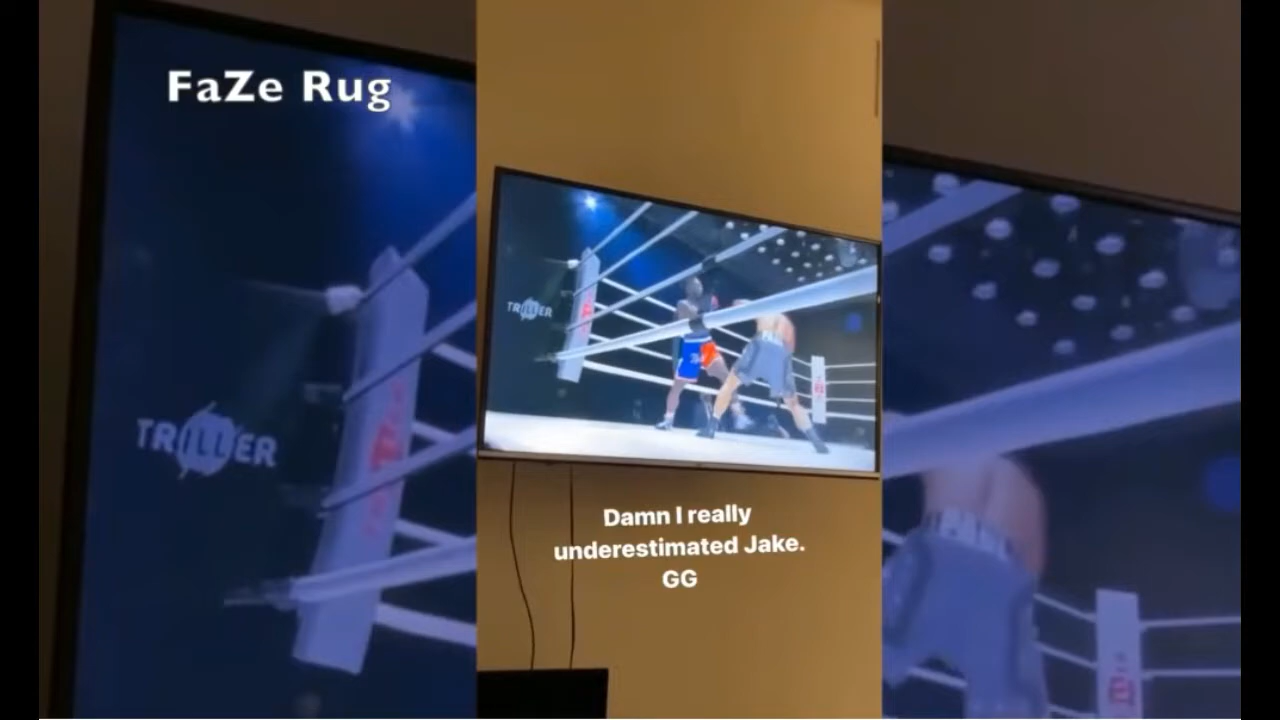 FaZe Rug
TRILLER
TRILLER
Damn I really
underestimated Jake.
GG